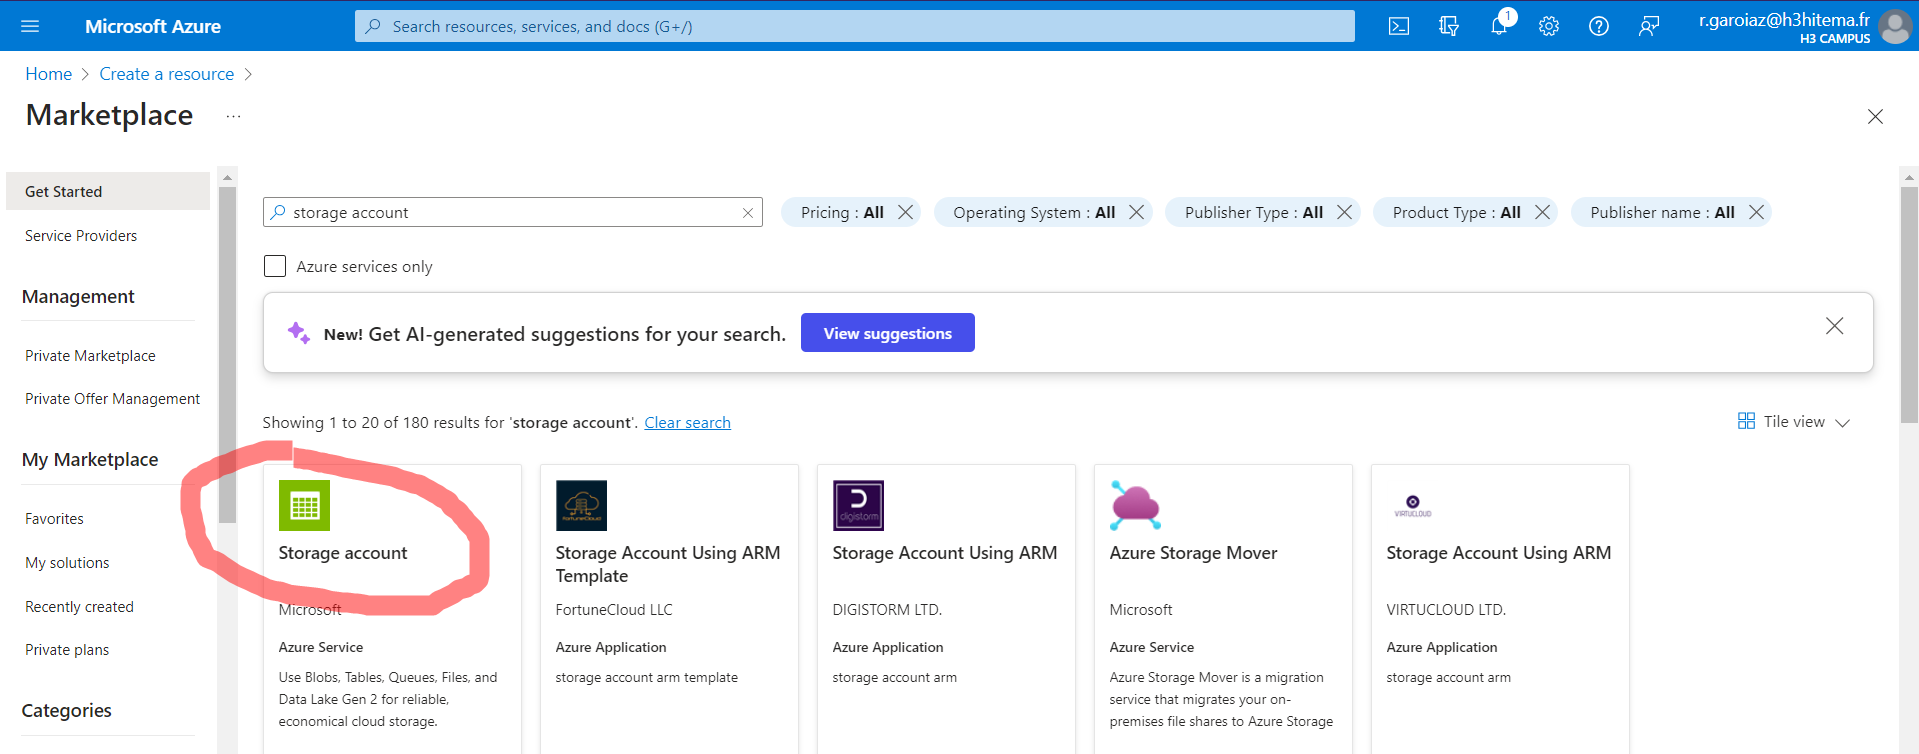 Microsoft Azure
Search resources, services, and docs (G+/)
1
r.garoiaz@h3hitema.fr
H3 CAMPUS
Home > Create a resource >
Marketplace ...
Get Started
Service Providers
Management
Private Marketplace
Private Offer Management
My Marketplace
Favorites
My solutions
Recently created
Private plans
Categories
storage account
Pricing : All
Operating System : All
Publisher Type : All
Product Type : All
Publisher name : All
Azure services only
New! Get AI-generated suggestions for your search.
View suggestions
Showing 1 to 20 of 180 results for 'storage account'. Clear search
Tile view
Storage account
Microsoft
Azure Service
Use Blobs, Tables, Queues, Files, and
Data Lake Gen 2 for reliable,
economical cloud storage.
FortuneCloud
Storage Account Using ARM
Template
FortuneCloud LLC
Azure Application
storage account arm template
digistorm
Storage Account Using ARM
DIGISTORM LTD.
Azure Application
storage account arm
Azure Storage Mover
Microsoft
Azure Service
Azure Storage Mover is a migration
service that migrates your on-
premises file shares to Azure Storage
VIRTUCLOUD
Storage Account Using ARM
VIRTUCLOUD LTD.
Azure Application
storage account arm